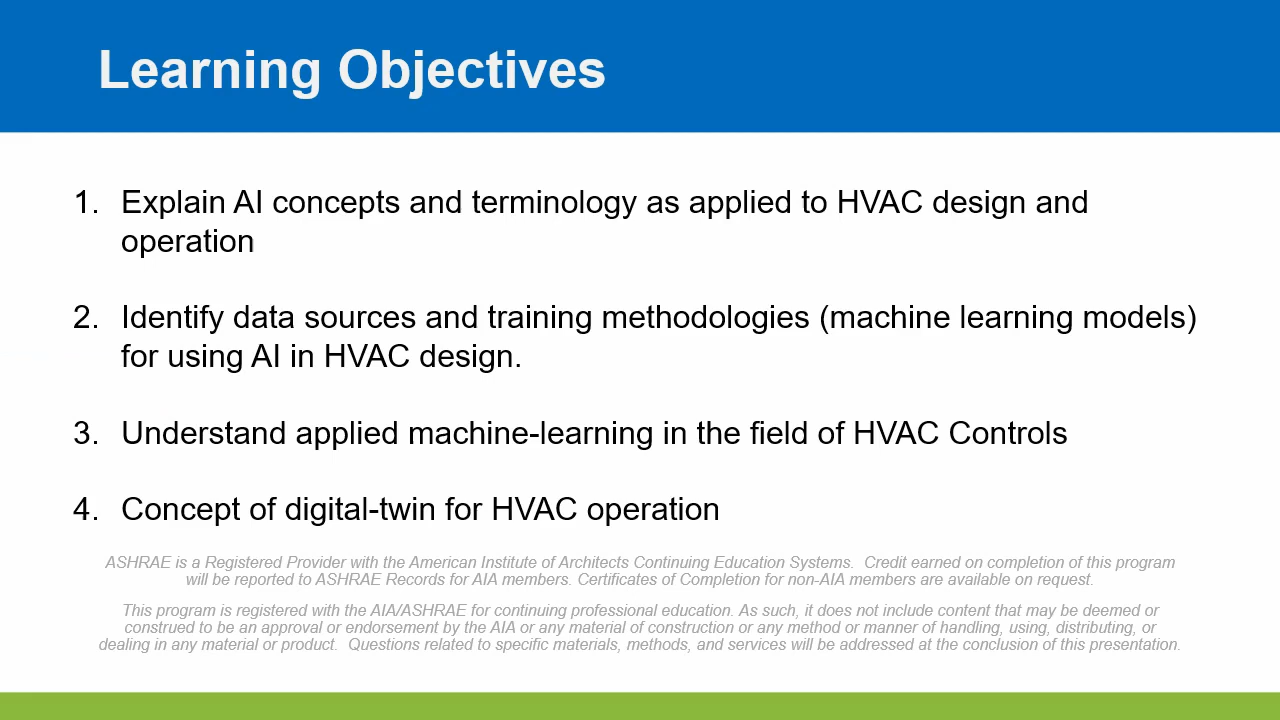 Learning Objectives
1. Explain AI concepts and terminology as applied to HVAC design and
operation
2. Identify data sources and training methodologies (machine learning models)
for using AI in HVAC design.
3. Understand applied machine-learning in the field of HVAC Controls
4. Concept of digital-twin for HVAC operation
ASHRAE is a Registered Provider with the American Institute of Architects Continuing Education Systems.  Credit earned on completion of this program
will be reported to ASHRAE Records for AIA members. Certificates of Completion for non-AIA members are available on request.
This program is registered with the AIA/ASHRAE for continuing professional education. As such, it does not include content that may be deemed or
construed to be an approval or endorsement by the AIA or any material of construction or any method or manner of handling, using, distributing, or
dealing in any material or product.  Questions related to specific materials, methods, and services will be addressed at the conclusion of this presentation.